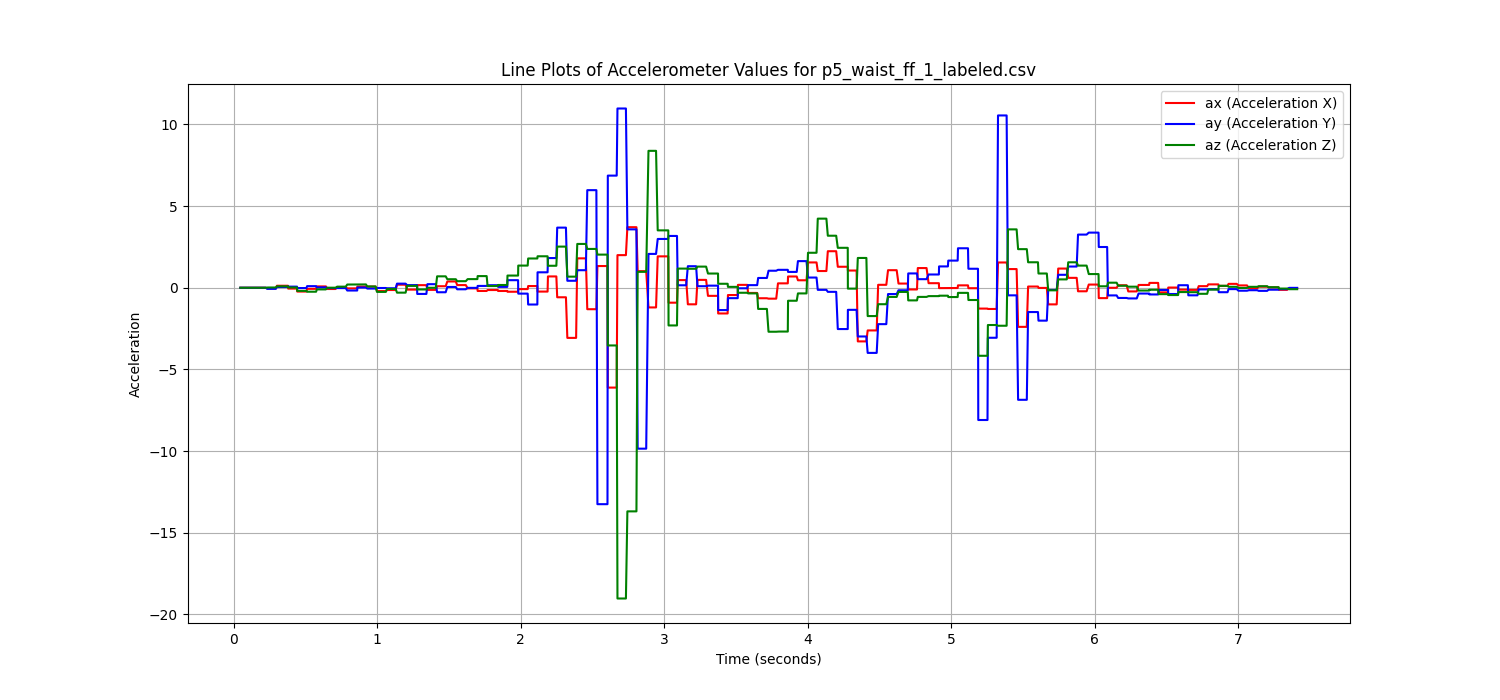 Line Plots of Accelerometer Values for p5_waist_ff_1_labeled.csv
ax (Acceleration X)
ay (Acceleration Y)
az (Acceleration Z)
Acceleration
10
5
0
−5
−10
−15
−20
0 1 2 3 4 5 6 7
Time (seconds)